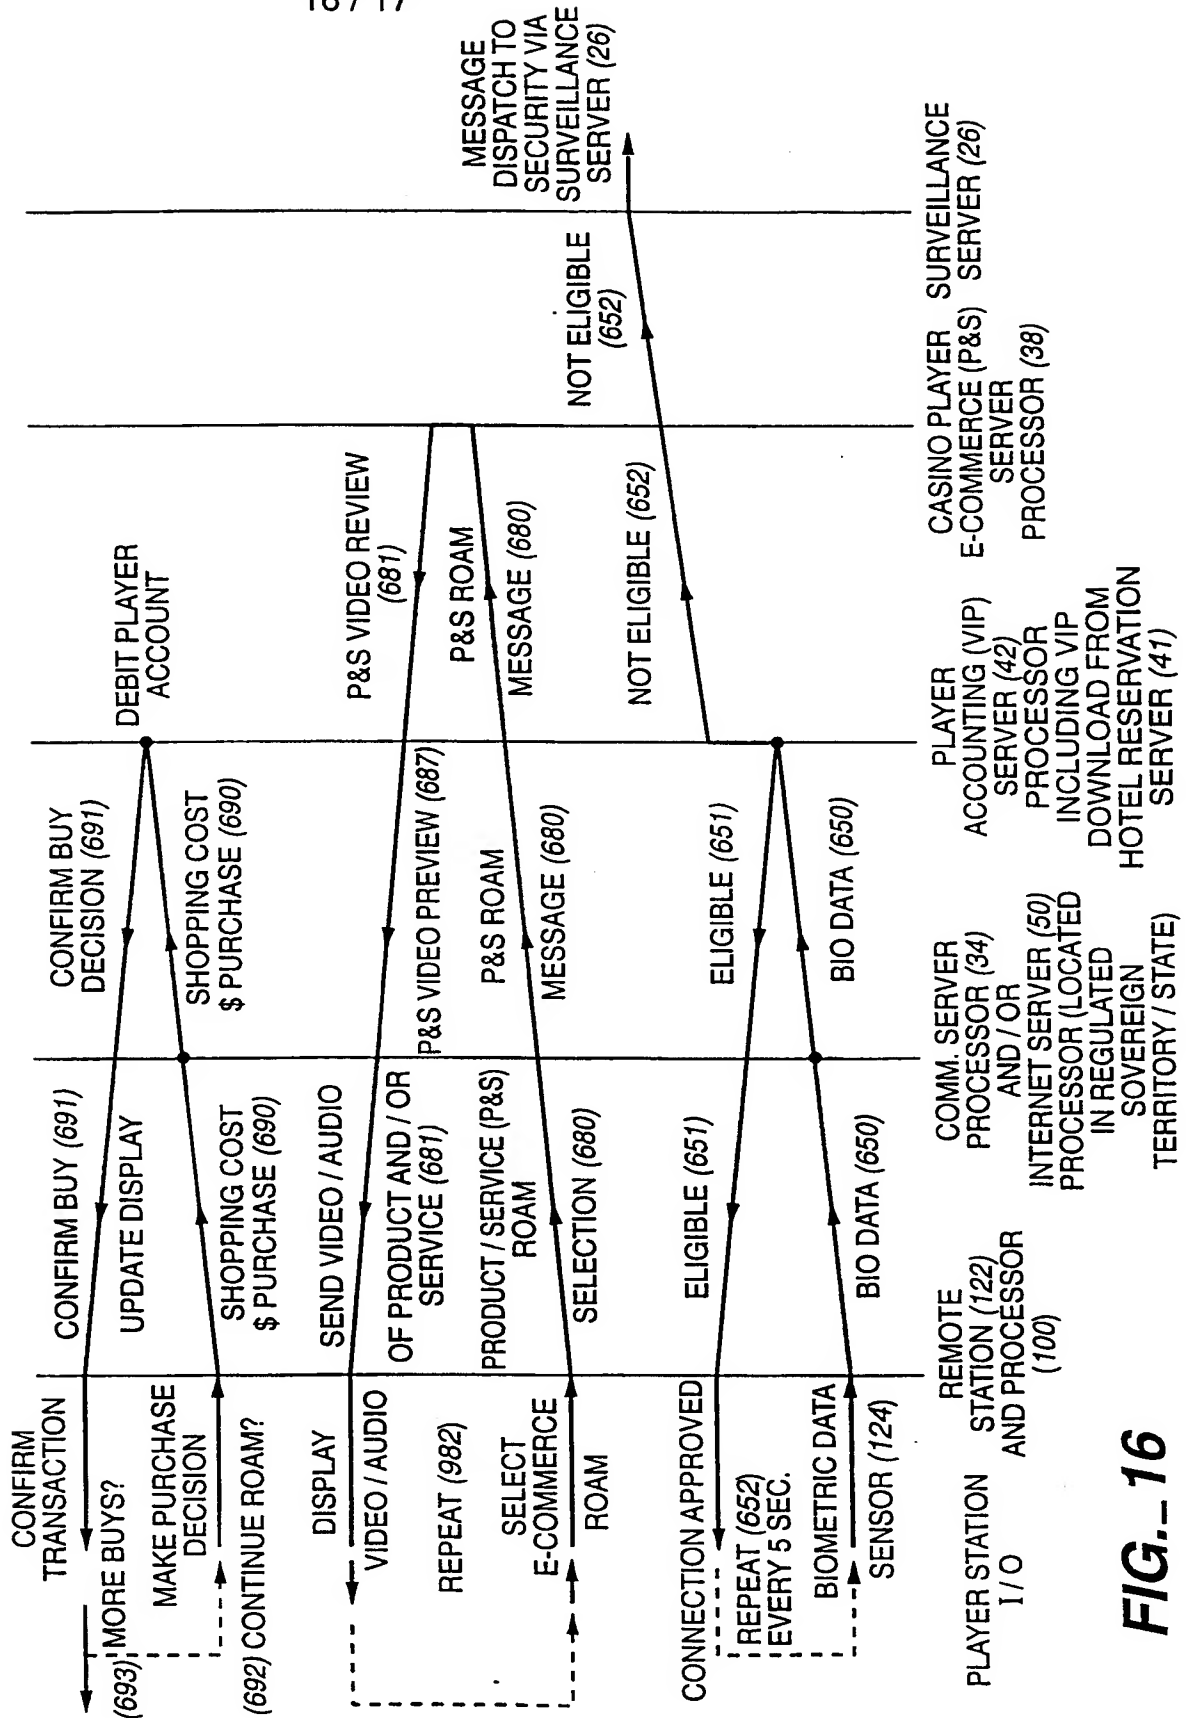 16 / 17
CONFIRM
TRANSACTION
(693)
MORE BUYS?
MAKE PURCHASE
DECISION
(692) CONTINUE ROAM?
CONFIRM BUY (691)
UPDATE DISPLAY
SHOPPING COST
$ PURCHASE (690)
CONFIRM BUY
DECISION (691)
SHOPPING COST
$ PURCHASE (690)
DEBIT PLAYER
ACCOUNT
DISPLAY
VIDEO / AUDIO
REPEAT (982)
SELECT
E-COMMERCE
ROAM
SEND VIDEO / AUDIO
OF PRODUCT AND / OR
SERVICE (681)
PRODUCT / SERVICE (P&S)
ROAM
SELECTION (680)
P&S VIDEO PREVIEW (687)
P&S ROAM
MESSAGE (680)
P&S VIDEO REVIEW
(681)
P&S ROAM
MESSAGE (680)
CONNECTION APPROVED
REPEAT (652)
EVERY 5 SEC.
BIOMETRIC DATA
SENSOR (124)
ELIGIBLE (651)
BIO DATA (650)
ELIGIBLE (651)
BIO DATA (650)
NOT ELIGIBLE (652)
NOT ELIGIBLE
(652)
MESSAGE
DISPATCH TO
SECURITY VIA
SURVEILLANCE
SERVER (26)
PLAYER STATION
I / O
REMOTE
STATION (122)
AND PROCESSOR
(100)
COMM. SERVER
PROCESSOR (34)
AND / OR
INTERNET SERVER (50)
PROCESSOR (LOCATED
IN REGULATED
SOVEREIGN
TERRITORY / STATE)
PLAYER
ACCOUNTING (VIP)
SERVER (42)
PROCESSOR
INCLUDING VIP
DOWNLOAD FROM
HOTEL RESERVATION
SERVER (41)
CASINO PLAYER
E-COMMERCE (P&S)
SERVER
PROCESSOR (38)
SURVEILLANCE
SERVER (26)
FIG._16